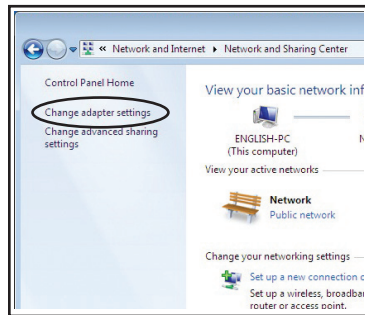 « Network and Internet ▸ Network and Sharing Center
Control Panel Home
Change adapter settings
Change advanced sharing
settings
View your basic network inf
ENGLISH-PC
(This computer)
N
View your active networks
Network
Public network
Change your networking settings
Set up a new connection o
Set up a wireless, broadba
router or access point.